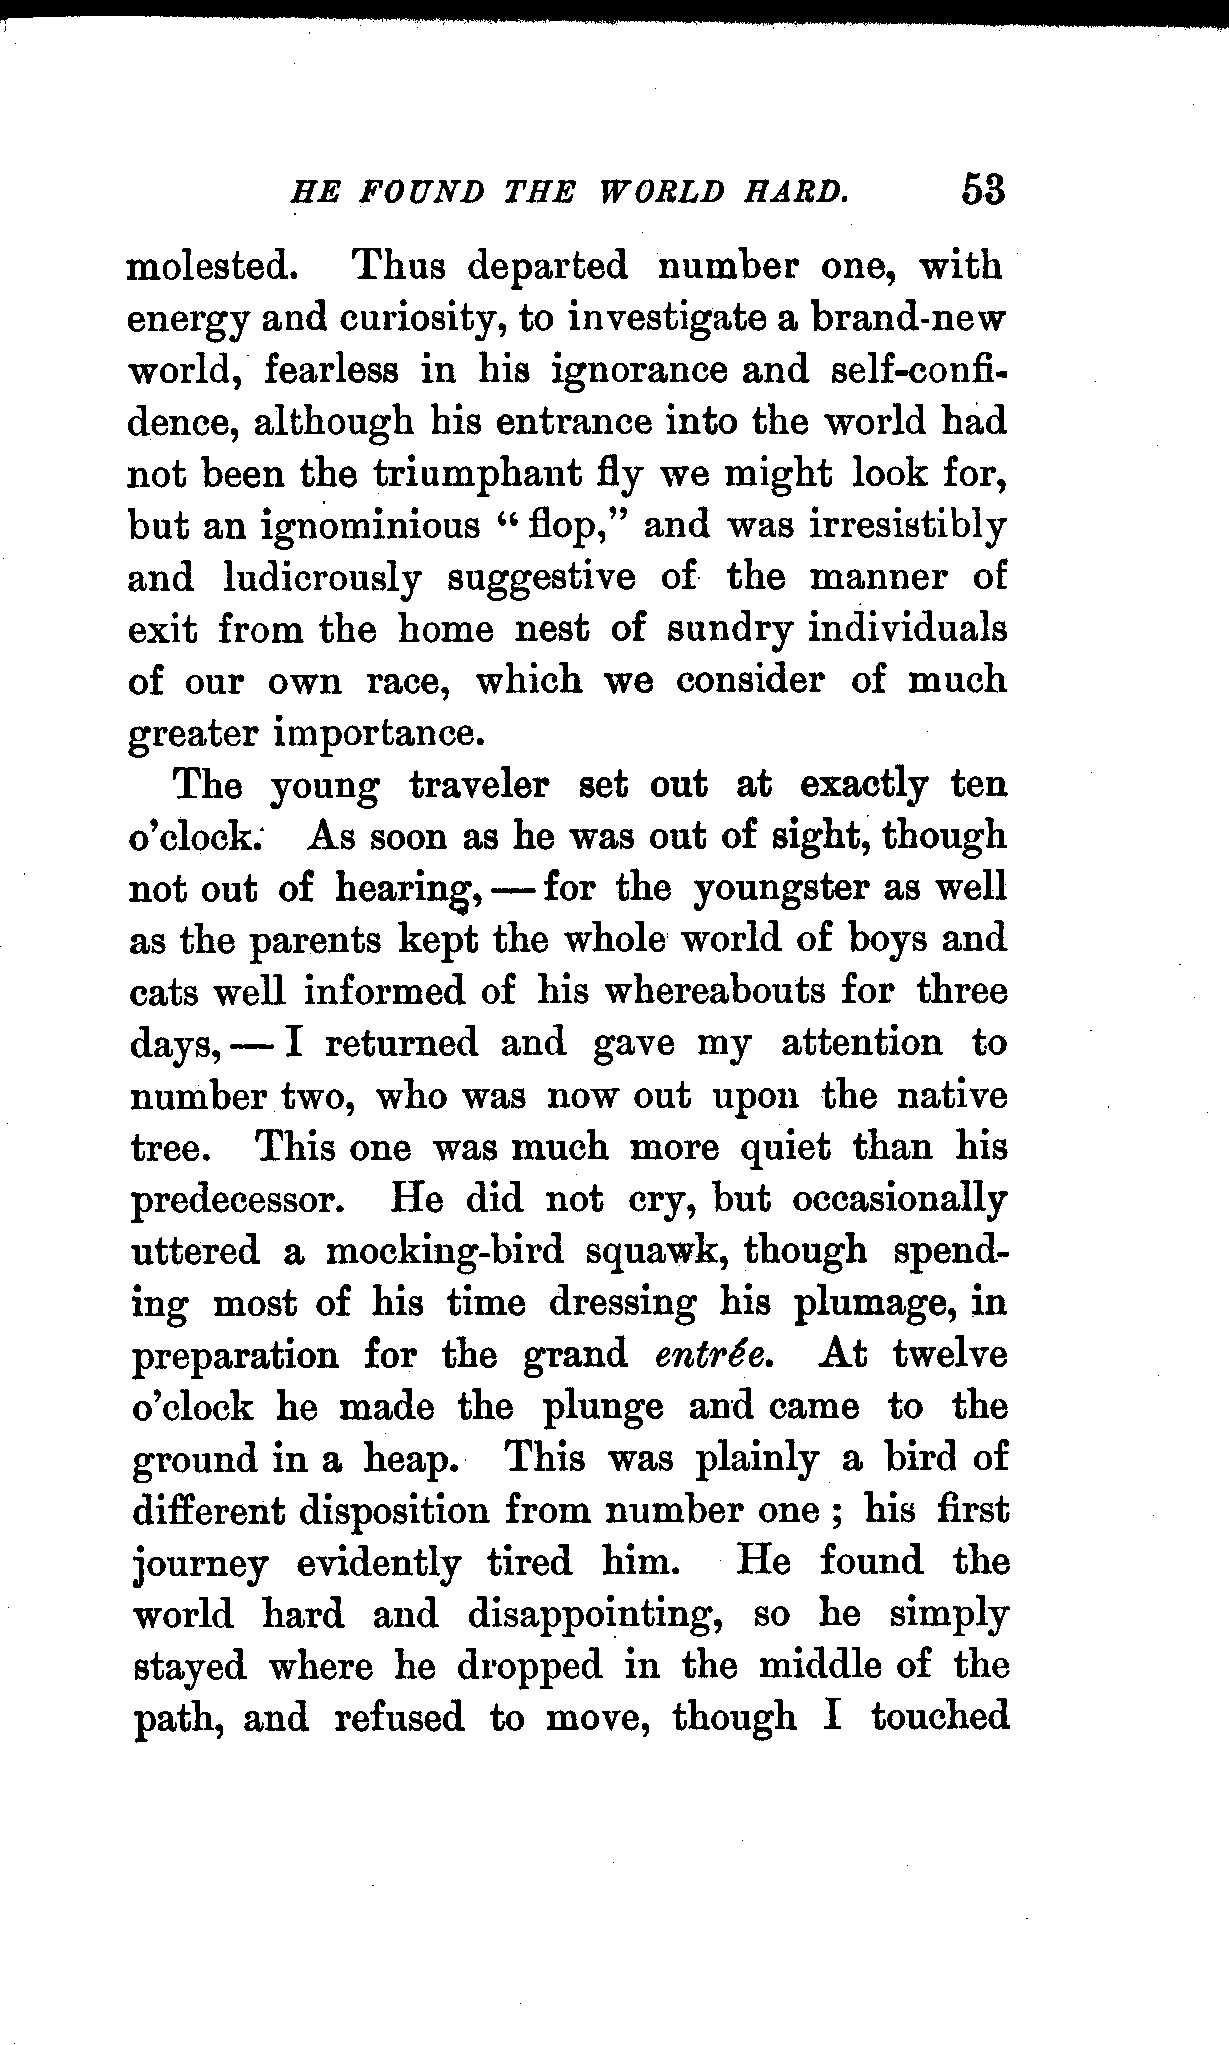 HE FOUND THE WORLD HARD. 53
molested. Thus departed number one, with
energy and curiosity, to investigate a brand-new
world, fearless in his ignorance and self-confi-
dence, although his entrance into the world had
not been the triumphant fly we might look for,
but an ignominious “ flop,” and was irresistibly
and ludicrously suggestive of the manner of
exit from the home nest of sundry individuals
of our own race, which we consider of much
greater importance.
The young traveler set out at exactly ten
o’clock. As soon as he was out of sight, though
not out of hearing, — for the youngster as well
as the parents kept the whole world of boys and
cats well informed of his whereabouts for three
days, — I returned and gave my attention to
number two, who was now out upon the native
tree. This one was much more quiet than his
predecessor. He did not cry, but occasionally
uttered a mocking-bird squawk, though spend-
ing most of his time dressing his plumage, in
preparation for the grand entrée. At twelve
o’clock he made the plunge and came to the
ground in a heap. This was plainly a bird of
different disposition from number one ; his first
journey evidently tired him. He found the
world hard and disappointing, so he simply
stayed where he dropped in the middle of the
path, and refused to move, though I touched